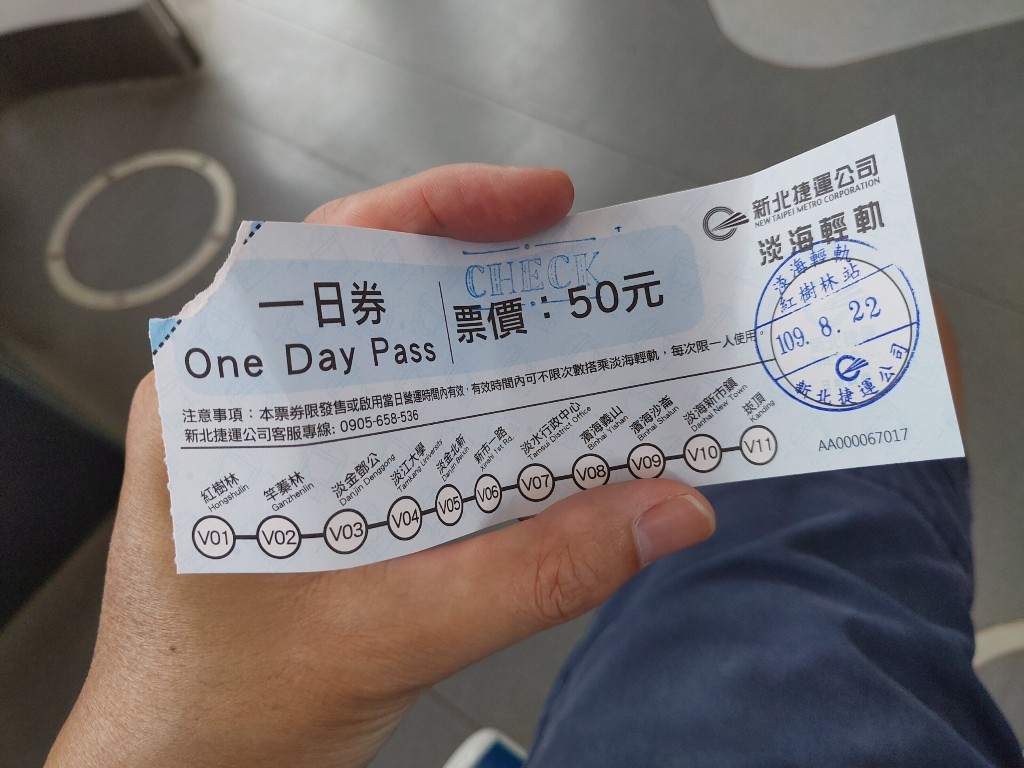 新北捷運公司
NEW TAIPEI METRO CORPORATION
淡海輕軌
CHECK
一日券
One Day Pass
票價：50元
淡海輕軌
紅樹林站
109. 8. 22
新北捷運公司
注意事項：本票券限發售或啟用當日營運時間內有效，有效時間內可不限次數搭乘淡海輕軌，每次限一人使用。
新北捷運公司客服專線: 0905-658-536
AA000067017
紅樹林 Hongshulin V01
竿蓁林 Ganzhenlin V02
淡金鄧公 Danjin Denggong V03
淡江大學 Tamkang University V04
淡金北新 Danjin Beixin V05
新市一路 Xinshi 1st Rd. V06
淡水行政中心 Tamsui District Office V07
濱海義山 Binhai Yishan V08
濱海沙崙 Binhai Shalun V09
淡海新市鎮 Danhai New Town V10
崁頂 Kanding V11